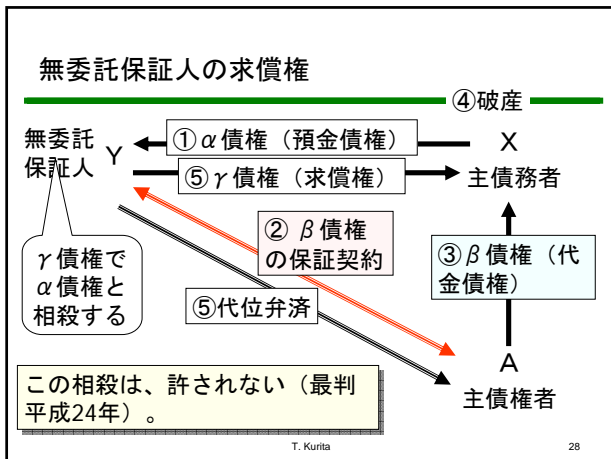 無委託保証人の求償権
④破産
無委託
保証人
Y
①α債権(預金債権)
X
⑤γ債権(求償権)
主債務者
γ債権で
α債権と
相殺する
② β債権
の保証契約
③β債権(代
金債権)
⑤代位弁済
A
主債権者
この相殺は、許されない(最判
平成24年)。
T. Kurita
28